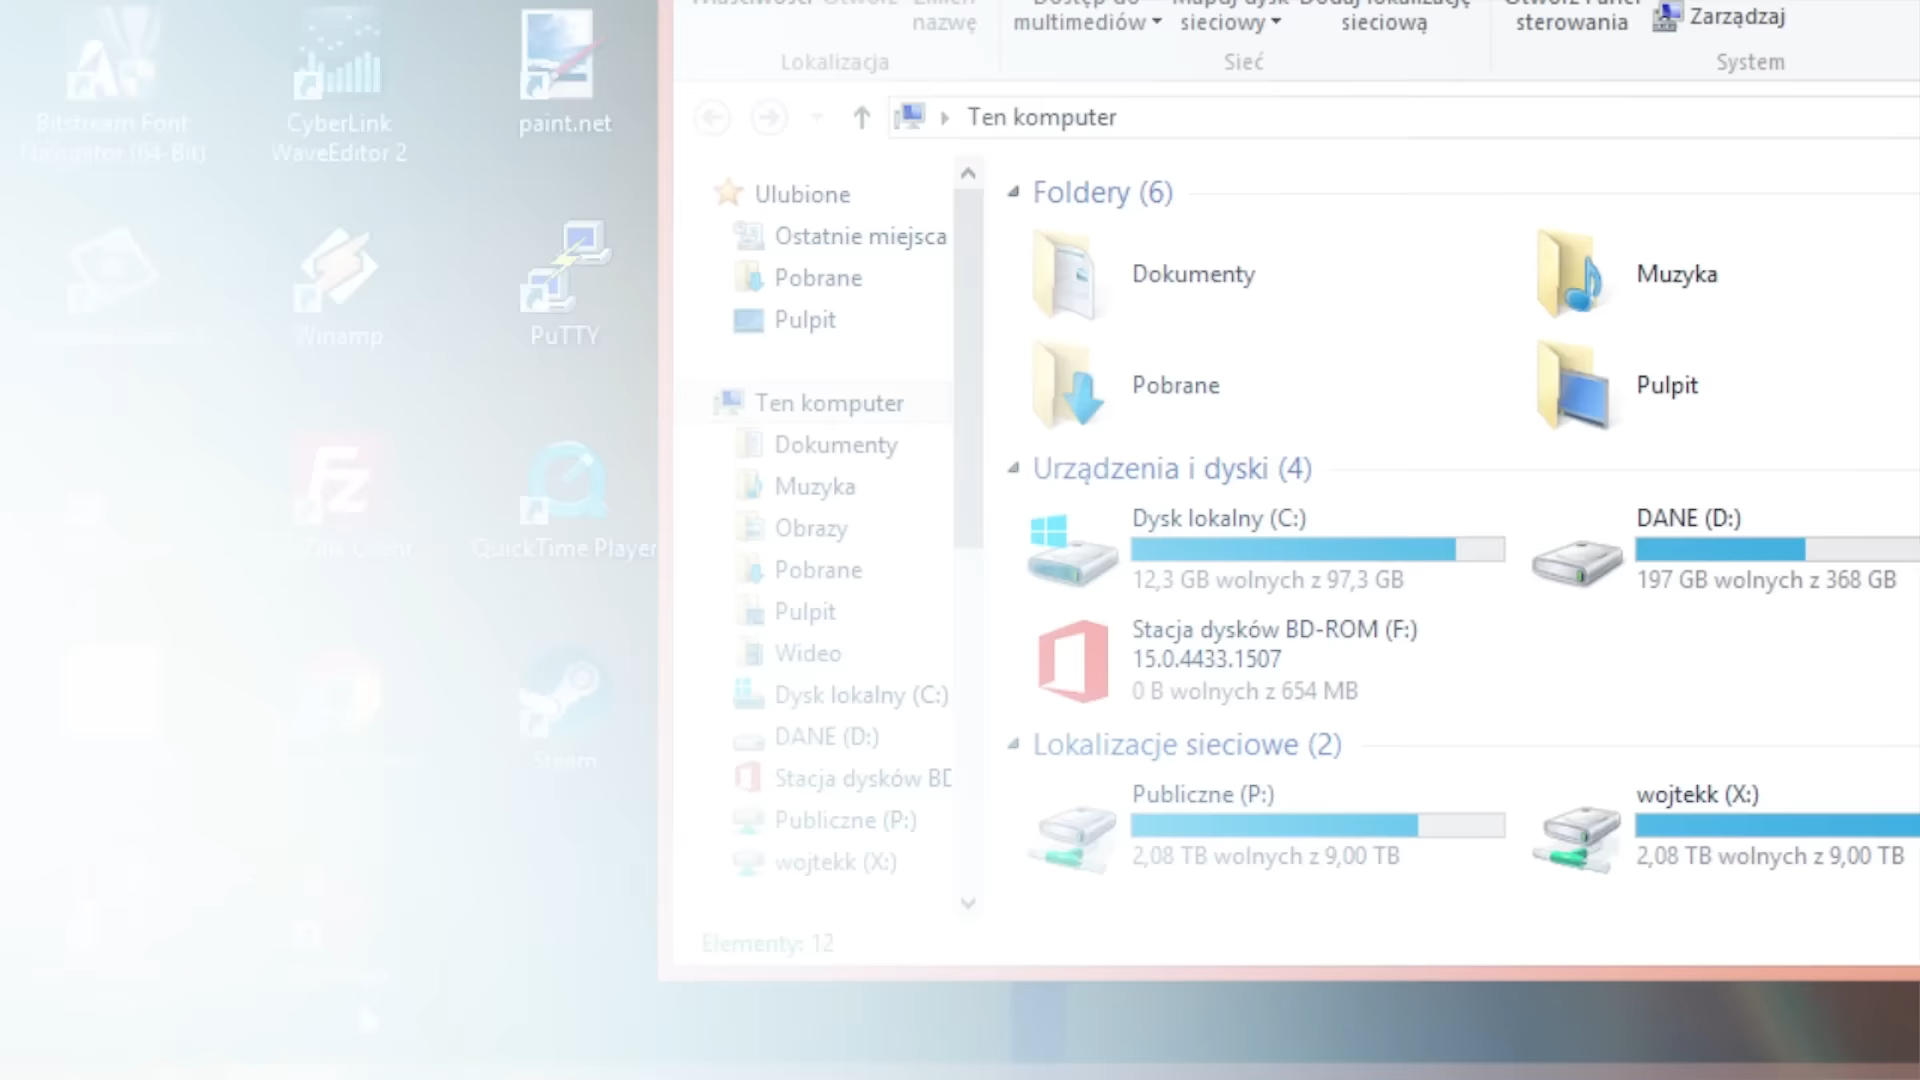 Bitstream Font
Navigator (64-Bit)
CyberLink
WaveEditor 2
paint.net
Winamp
PuTTY
QuickTime Player
Steam
nazwę
multimediów
sieciowy
sieciową
sterowania
Zarządzaj
Lokalizacja
Sieć
System
Ten komputer
Ulubione
Ostatnie miejsca
Pobrane
Pulpit
Ten komputer
Dokumenty
Muzyka
Obrazy
Pobrane
Pulpit
Wideo
Dysk lokalny (C:)
DANE (D:)
Stacja dysków BD
Publiczne (P:)
wojtekk (X:)
Elementy: 12
Foldery (6)
Dokumenty
Muzyka
Pobrane
Pulpit
Urządzenia i dyski (4)
Dysk lokalny (C:)
12,3 GB wolnych z 97,3 GB
DANE (D:)
197 GB wolnych z 368 GB
Stacja dysków BD-ROM (F:)
15.0.4433.1507
0 B wolnych z 654 MB
Lokalizacje sieciowe (2)
Publiczne (P:)
2,08 TB wolnych z 9,00 TB
wojtekk (X:)
2,08 TB wolnych z 9,00 TB